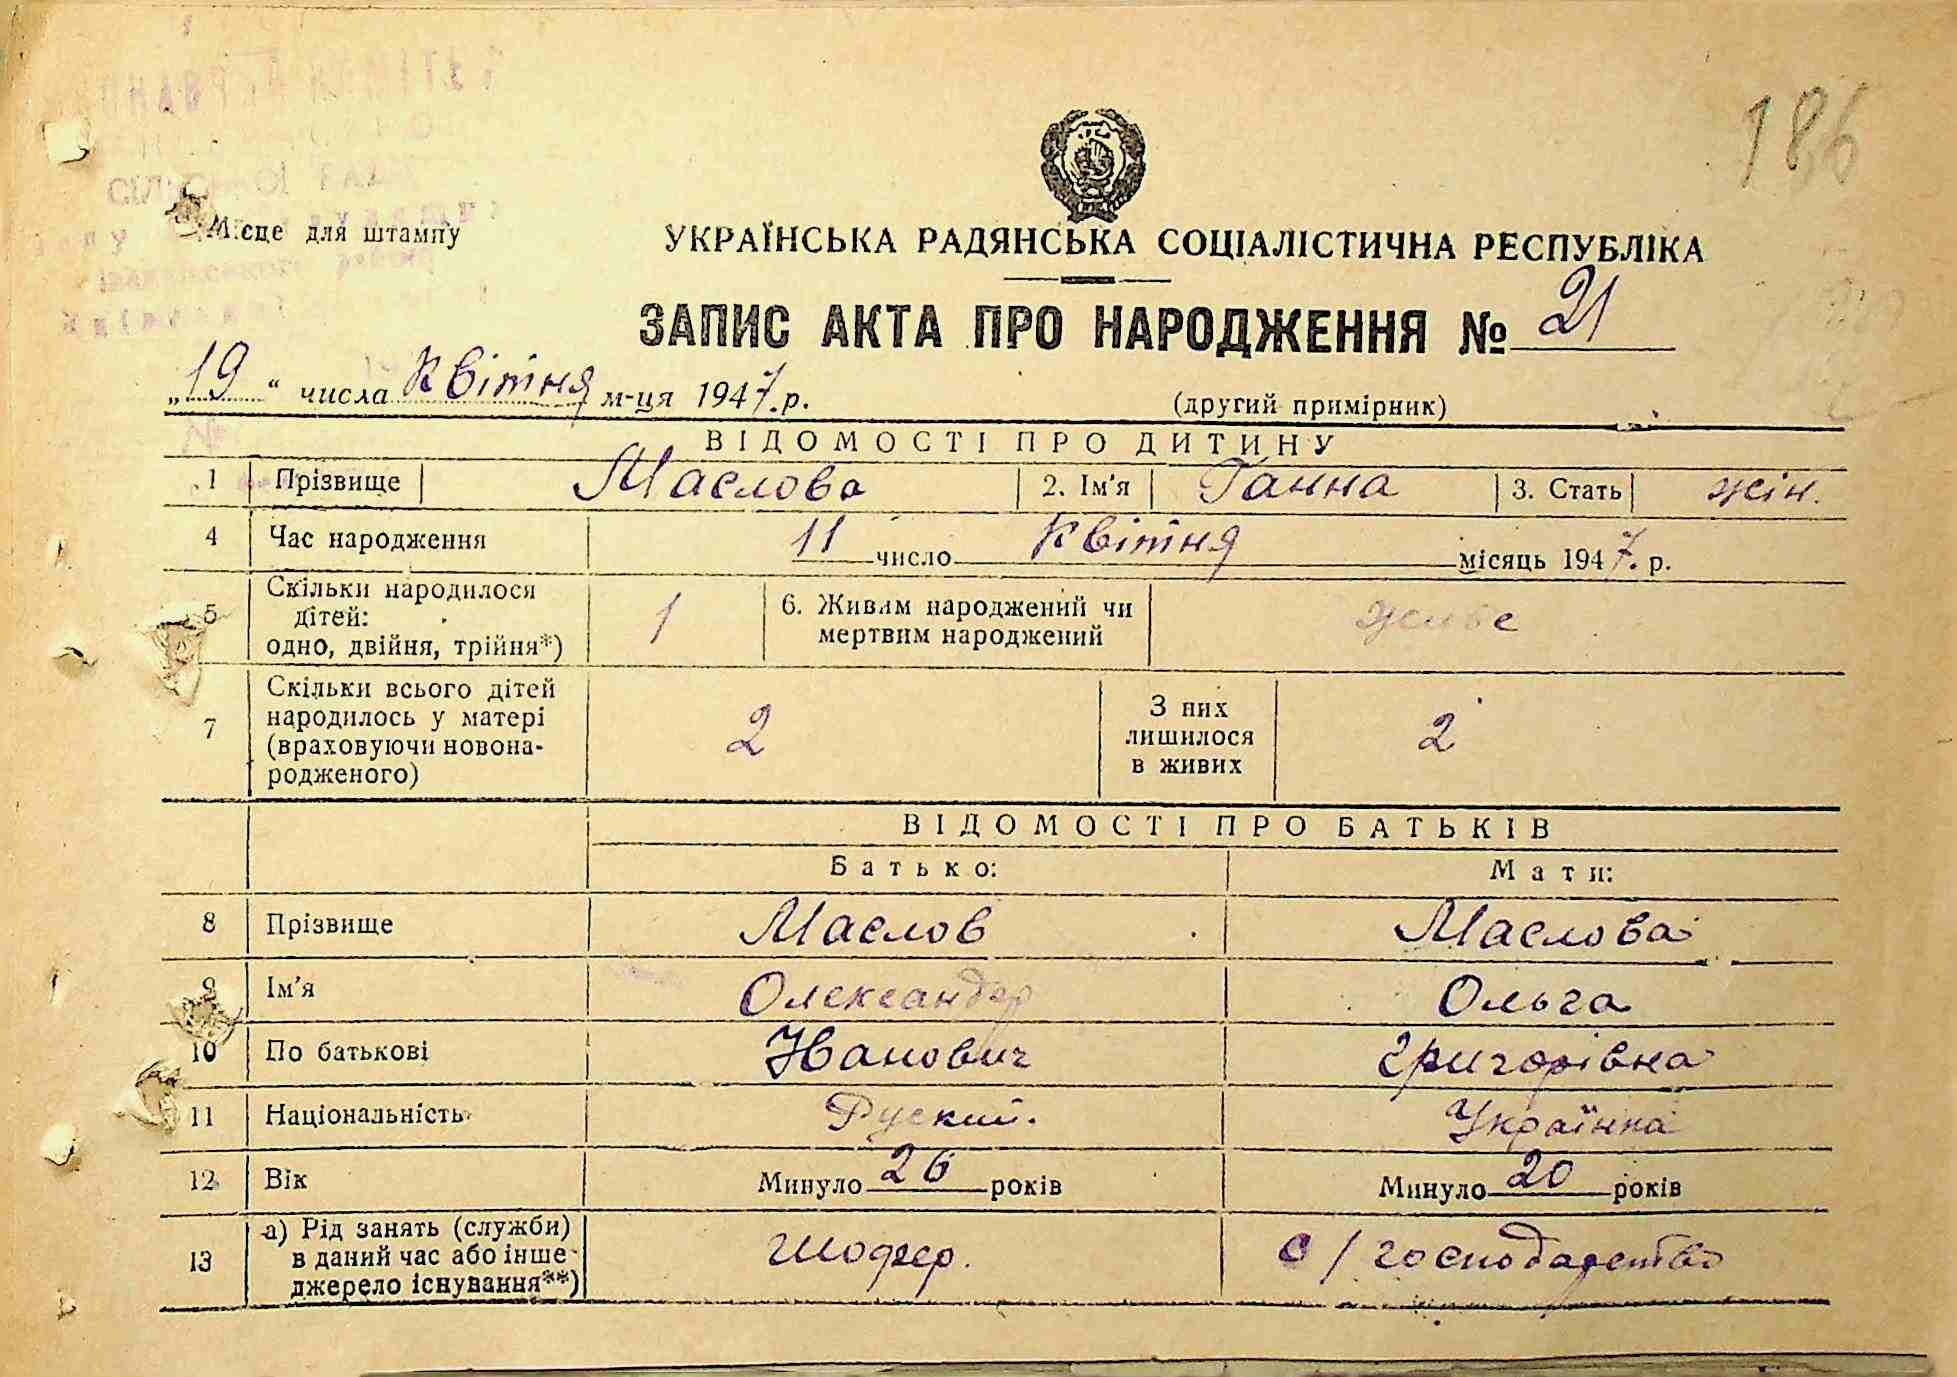 186
СІЛ
Місце для штампу
УКРАЇНСЬКА РАДЯНСЬКА СОЦІАЛІСТИЧНА РЕСПУБЛІКА
ЗАПИС АКТА ПРО НАРОДЖЕННЯ № 21
„19“ числа квітня м-ця 1947.р.
(другий примірник)
ВІДОМОСТІ ПРО ДИТИНУ
1 Прізвище Маслова 2. Ім'я Ганна 3. Стать жін.
4 Час народження 11 число квітня місяць 1947. р.
5 Скільки народилося дітей: одно, двійня, трійня*) 1 6. Живим народжений чи мертвим народжений живе
7 Скільки всього дітей народилось у матері (враховуючи новонародженого) 2 З них лишилося в живих 2
ВІДОМОСТІ ПРО БАТЬКІВ
Батько: Мати:
8 Прізвище Маслов Маслова
9 Ім'я Олександр Ольга
10 По батькові Иванович Григорівна
11 Національність Руский. Українка
12 Вік Минуло 26 років Минуло 20 років
13 а) Рід занять (служби) в даний час або інше джерело існування**) шофер. с/господарство